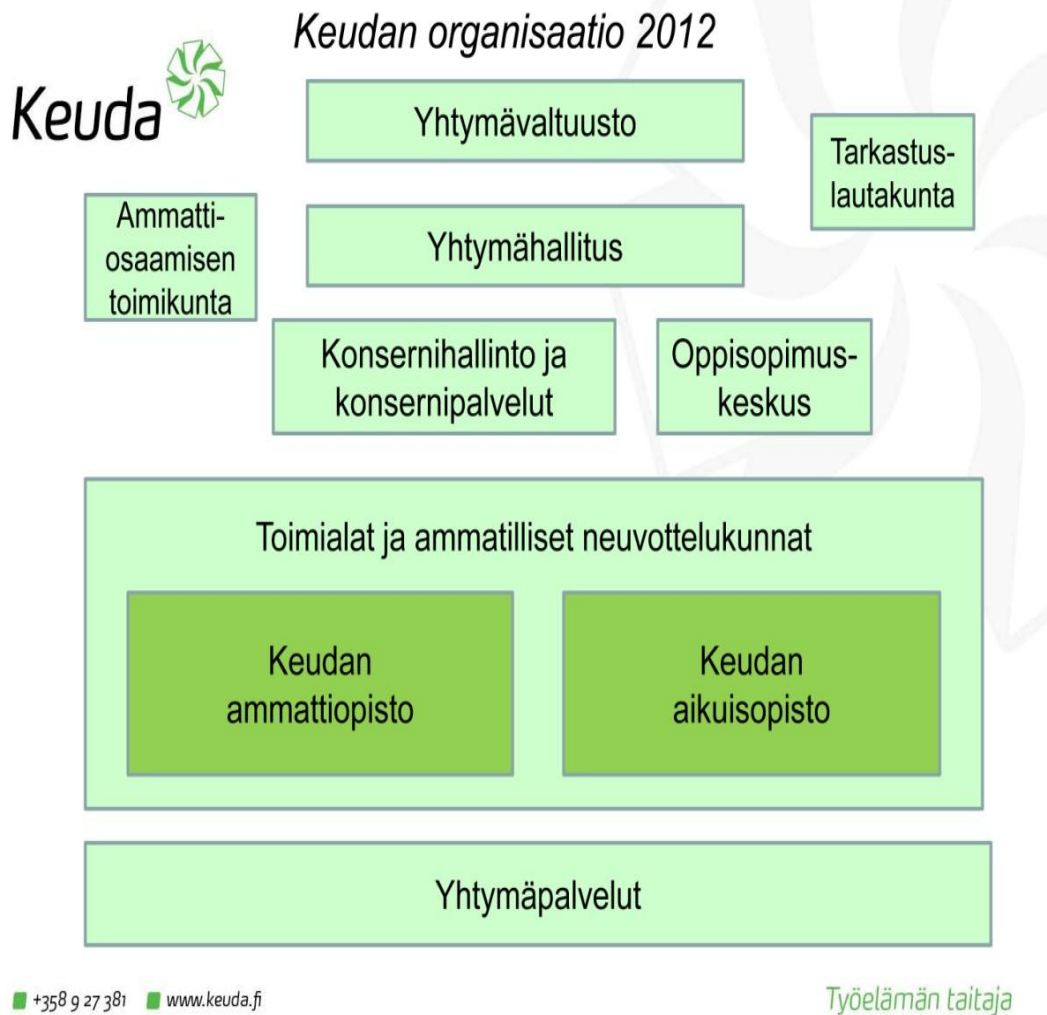 Keudan organisaatio 2012
Keuda
Yhtymävaltuusto
Tarkastus-
lautakunta
Ammatti-
osaamisen
toimikunta
Yhtymähallitus
Konsernihallinto ja
konsernipalvelut
Oppisopimus-
keskus
Toimialat ja ammatilliset neuvottelukunnat
Keudan
ammattiopisto
Keudan
aikuisopisto
Yhtymäpalvelut
+358 9 27 381 www.keuda.fi
Työelämän taitaja